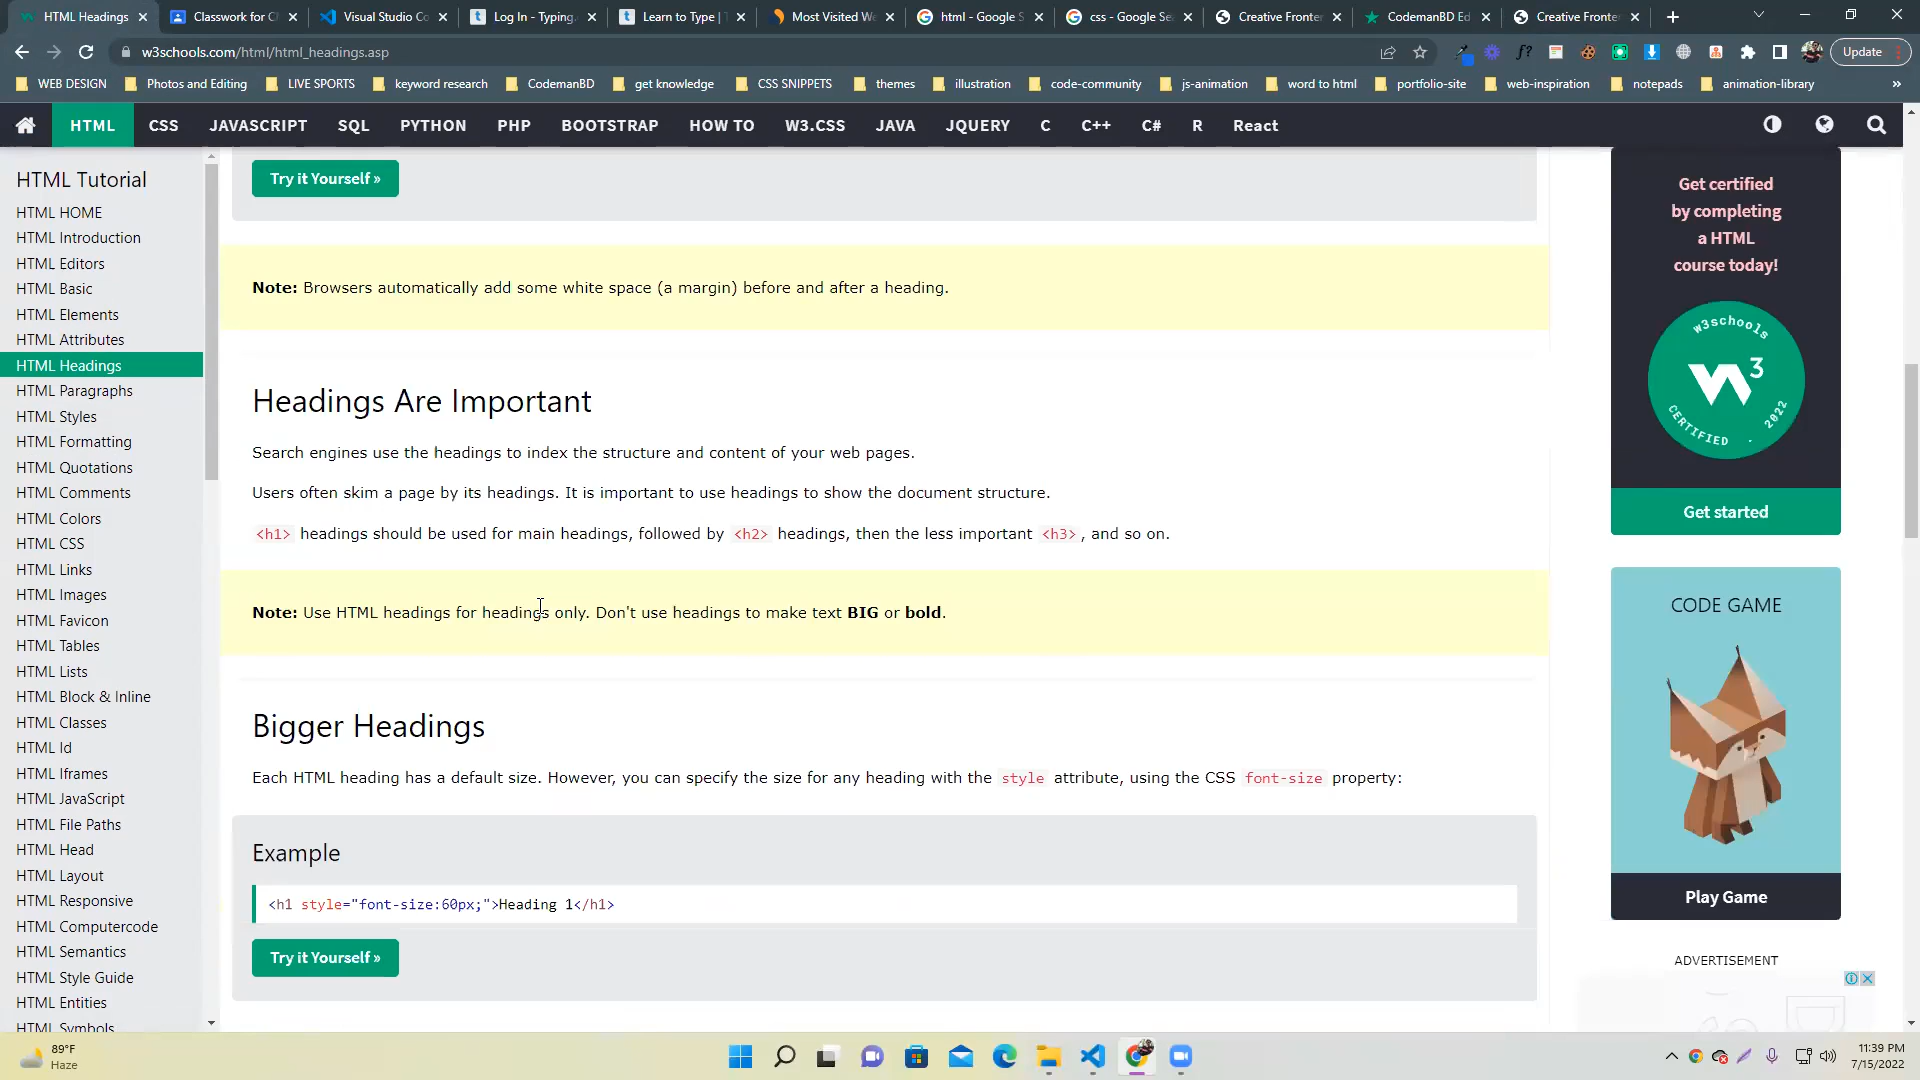 HTML Headings
Classwork for C
Visual Studio Co
Log In - Typing.
Learn to Type | T
Most Visited We
html - Google S
css - Google Se
Creative Fronte
CodemanBD Ed
Creative Fronte
w3schools.com/html/html_headings.asp
f?
Update
WEB DESIGN
Photos and Editing
LIVE SPORTS
keyword research
CodemanBD
get knowledge
CSS SNIPPETS
themes
illustration
code-community
js-animation
word to html
portfolio-site
web-inspiration
notepads
animation-library
»
HTML
CSS
JAVASCRIPT
SQL
PYTHON
PHP
BOOTSTRAP
HOW TO
W3.CSS
JAVA
JQUERY
C
C++
C#
R
React
HTML Tutorial
HTML HOME
HTML Introduction
HTML Editors
HTML Basic
HTML Elements
HTML Attributes
HTML Headings
HTML Paragraphs
HTML Styles
HTML Formatting
HTML Quotations
HTML Comments
HTML Colors
HTML CSS
HTML Links
HTML Images
HTML Favicon
HTML Tables
HTML Lists
HTML Block & Inline
HTML Classes
HTML Id
HTML Iframes
HTML JavaScript
HTML File Paths
HTML Head
HTML Layout
HTML Responsive
HTML Computercode
HTML Semantics
HTML Style Guide
HTML Entities
HTML Symbols
Try it Yourself »
Note: Browsers automatically add some white space (a margin) before and after a heading.
Headings Are Important
Search engines use the headings to index the structure and content of your web pages.
Users often skim a page by its headings. It is important to use headings to show the document structure.
<h1> headings should be used for main headings, followed by <h2> headings, then the less important <h3>, and so on.
Note: Use HTML headings for headings only. Don't use headings to make text BIG or bold.
Bigger Headings
Each HTML heading has a default size. However, you can specify the size for any heading with the style attribute, using the CSS font-size property:
Example
<h1 style="font-size:60px;">Heading 1</h1>
Try it Yourself »
Get certified
by completing
a HTML
course today!
w3schools
W3
CERTIFIED . 2022
Get started
CODE GAME
Play Game
ADVERTISEMENT
89°F
Haze
11:39 PM
7/15/2022